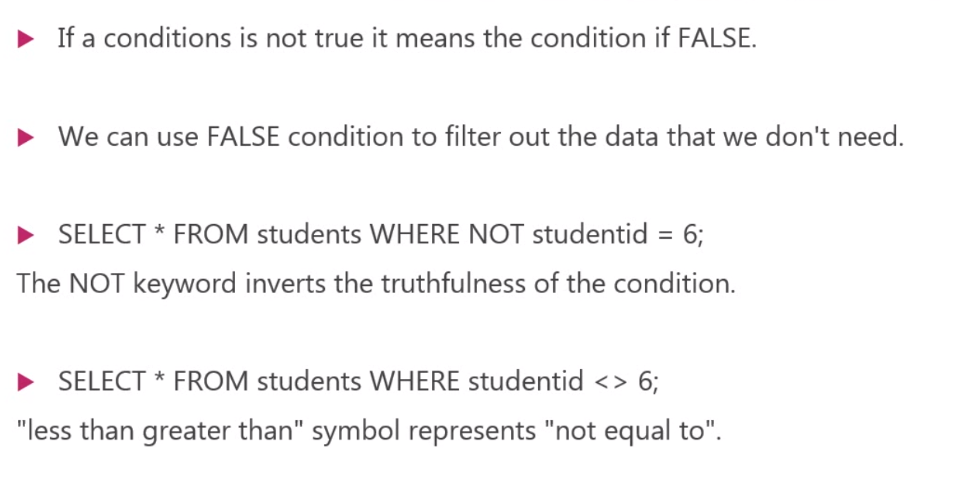 If a conditions is not true it means the condition if FALSE.
We can use FALSE condition to filter out the data that we don't need.
SELECT * FROM students WHERE NOT studentid = 6;
The NOT keyword inverts the truthfulness of the condition.
SELECT * FROM students WHERE studentid <> 6;
"less than greater than" symbol represents "not equal to".